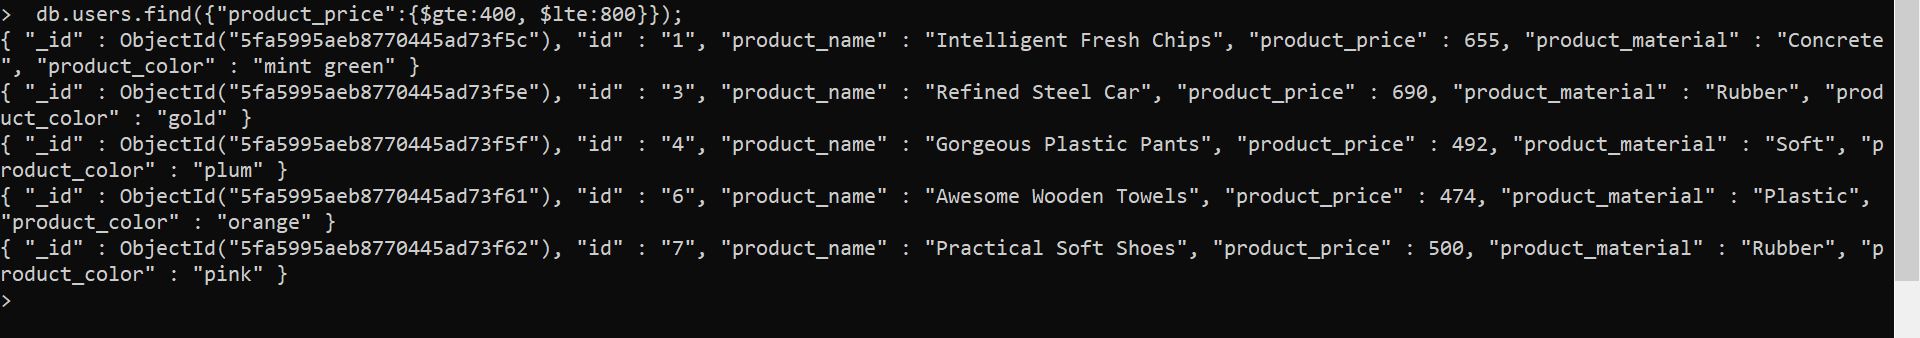 >  db.users.find({"product_price":{$gte:400, $lte:800}});
{ "_id" : ObjectId("5fa5995aeb8770445ad73f5c"), "id" : "1", "product_name" : "Intelligent Fresh Chips", "product_price" : 655, "product_material" : "Concrete
", "product_color" : "mint green" }
{ "_id" : ObjectId("5fa5995aeb8770445ad73f5e"), "id" : "3", "product_name" : "Refined Steel Car", "product_price" : 690, "product_material" : "Rubber", "prod
uct_color" : "gold" }
{ "_id" : ObjectId("5fa5995aeb8770445ad73f5f"), "id" : "4", "product_name" : "Gorgeous Plastic Pants", "product_price" : 492, "product_material" : "Soft", "p
roduct_color" : "plum" }
{ "_id" : ObjectId("5fa5995aeb8770445ad73f61"), "id" : "6", "product_name" : "Awesome Wooden Towels", "product_price" : 474, "product_material" : "Plastic",
"product_color" : "orange" }
{ "_id" : ObjectId("5fa5995aeb8770445ad73f62"), "id" : "7", "product_name" : "Practical Soft Shoes", "product_price" : 500, "product_material" : "Rubber", "p
roduct_color" : "pink" }
>